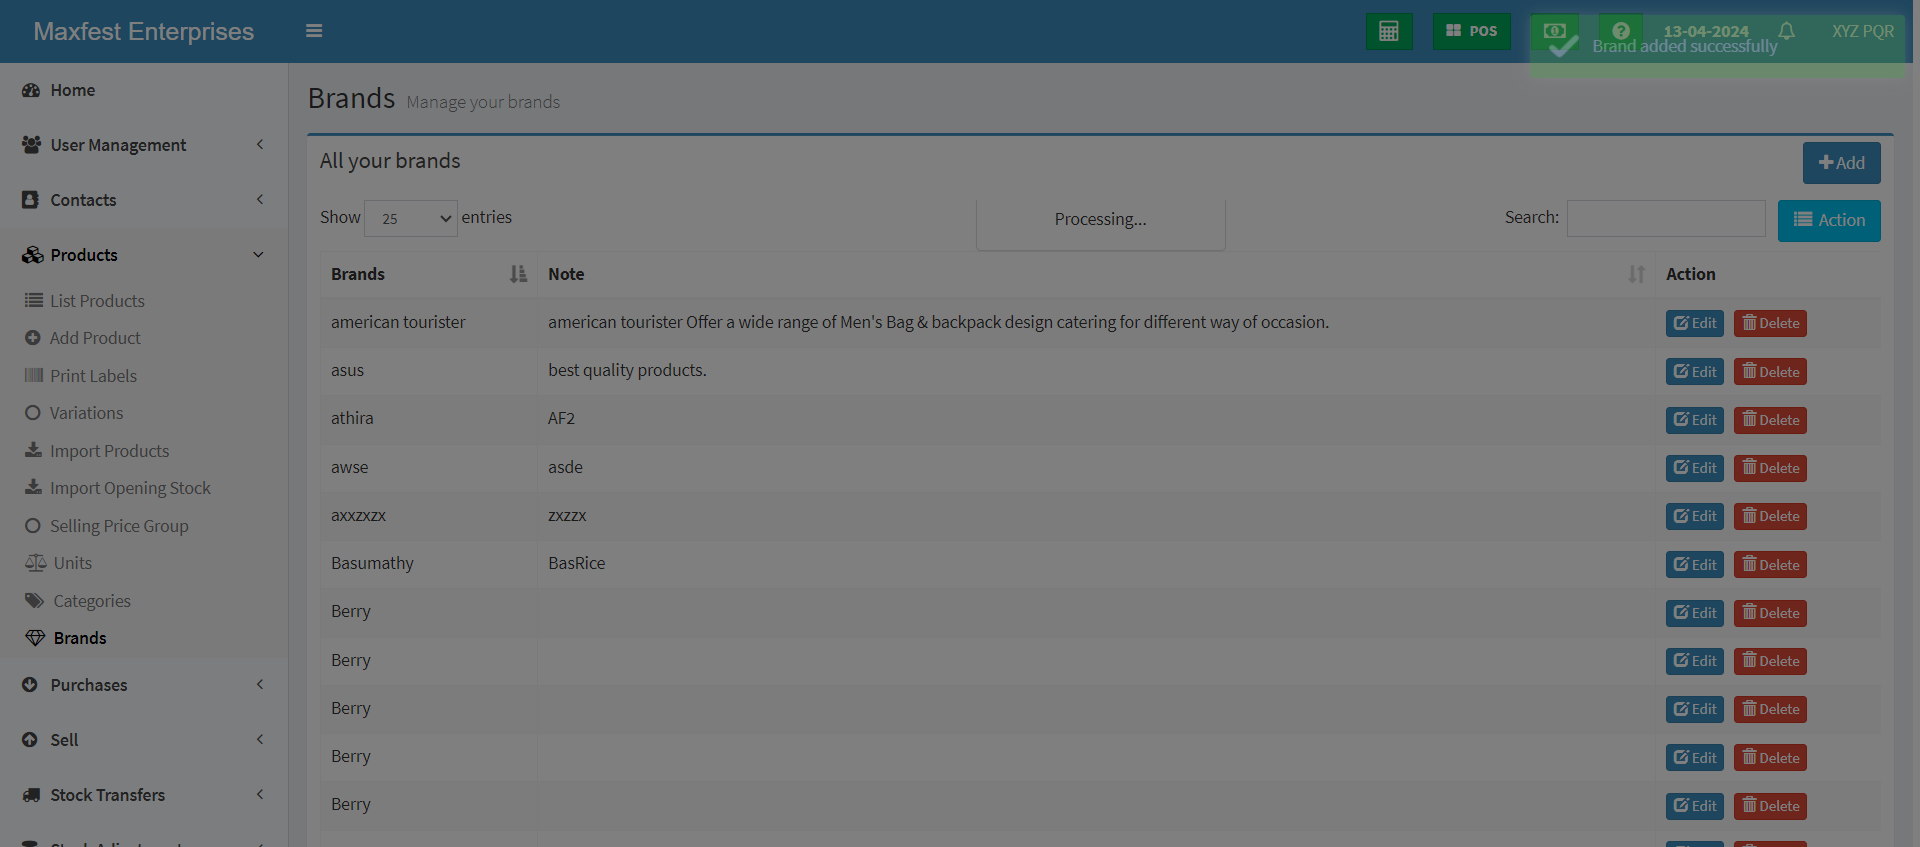 Maxfest Enterprises
POS
13-04-2024
XYZ PQR
Brand added successfully
Home
User Management
Contacts
Products
List Products
Add Product
Print Labels
Variations
Import Products
Import Opening Stock
Selling Price Group
Units
Categories
Brands
Purchases
Sell
Stock Transfers
Brands Manage your brands
All your brands
Add
Show 25 entries
Processing...
Search:
Action
Brands Note Action
american tourister american tourister Offer a wide range of Men's Bag & backpack design catering for different way of occasion. Edit Delete
asus best quality products. Edit Delete
athira AF2 Edit Delete
awse asde Edit Delete
axxzxzx zxzzx Edit Delete
Basumathy BasRice Edit Delete
Berry Edit Delete
Berry Edit Delete
Berry Edit Delete
Berry Edit Delete
Berry Edit Delete